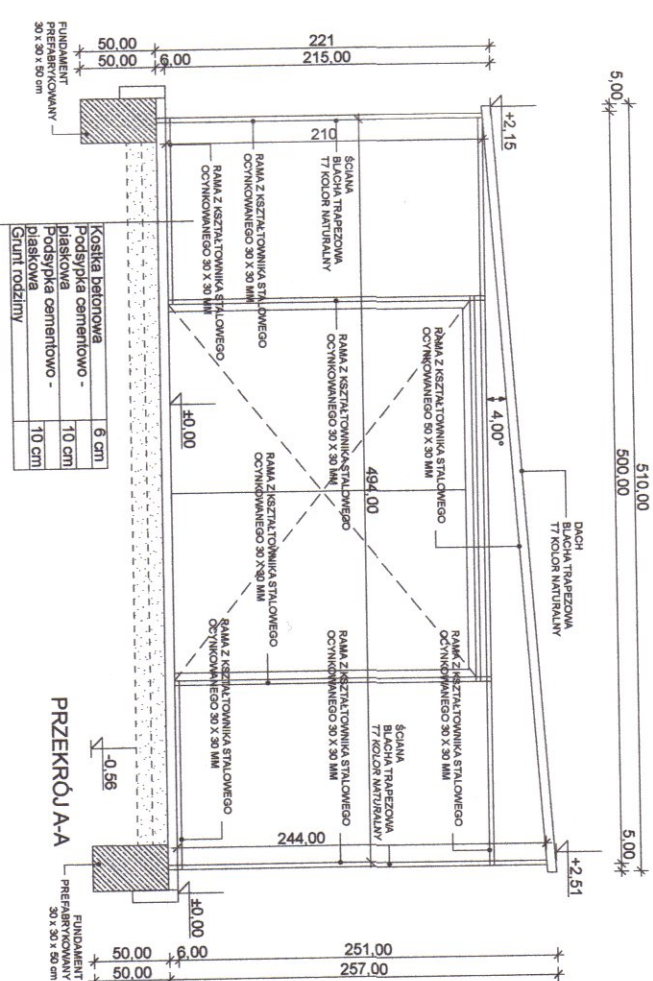 510,00
500,00
5,00
5,00
DACH
BLACHA TRAPEZOWA
T7 KOLOR NATURALNY
+2,15
+2,51
4,00°
221
215,00
210
6,00
50,00
50,00
ŚCIANA
BLACHA TRAPEZOWA
T7 KOLOR NATURALNY
RAMA Z KSZTAŁTOWNIKA STALOWEGO
OCYNKOWANEGO 30 X 30 MM
RAMA Z KSZTAŁTOWNIKA STALOWEGO
OCYNKOWANEGO 30 X 30 MM
RAMA Z KSZTAŁTOWNIKA STALOWEGO
OCYNKOWANEGO 50 X 30 MM
RAMA Z KSZTAŁTOWNIKA STALOWEGO
OCYNKOWANEGO 30 X 30 MM
494,00
RAMA Z KSZTAŁTOWNIKA STALOWEGO
OCYNKOWANEGO 30 X 30 MM
±0,00
RAMA Z KSZTAŁTOWNIKA STALOWEGO
OCYNKOWANEGO 30 X 30 MM
RAMA Z KSZTAŁTOWNIKA STALOWEGO
OCYNKOWANEGO 30 X 30 MM
RAMA Z KSZTAŁTOWNIKA STALOWEGO
OCYNKOWANEGO 30 X 30 MM
ŚCIANA
BLACHA TRAPEZOWA
T7 KOLOR NATURALNY
244,00
251,00
257,00
6,00
50,00
50,00
±0,00
-0,56
FUNDAMENT
PREFABRYKOWANY
30 x 30 x 50 cm
FUNDAMENT
PREFABRYKOWANY
30 x 30 x 50 cm
Kostka betonowa 6 cm
Podsypka cementowo -
piaskowa 10 cm
Podsypka cementowo -
piaskowa 10 cm
Grunt rodzimy
PRZEKRÓJ A-A